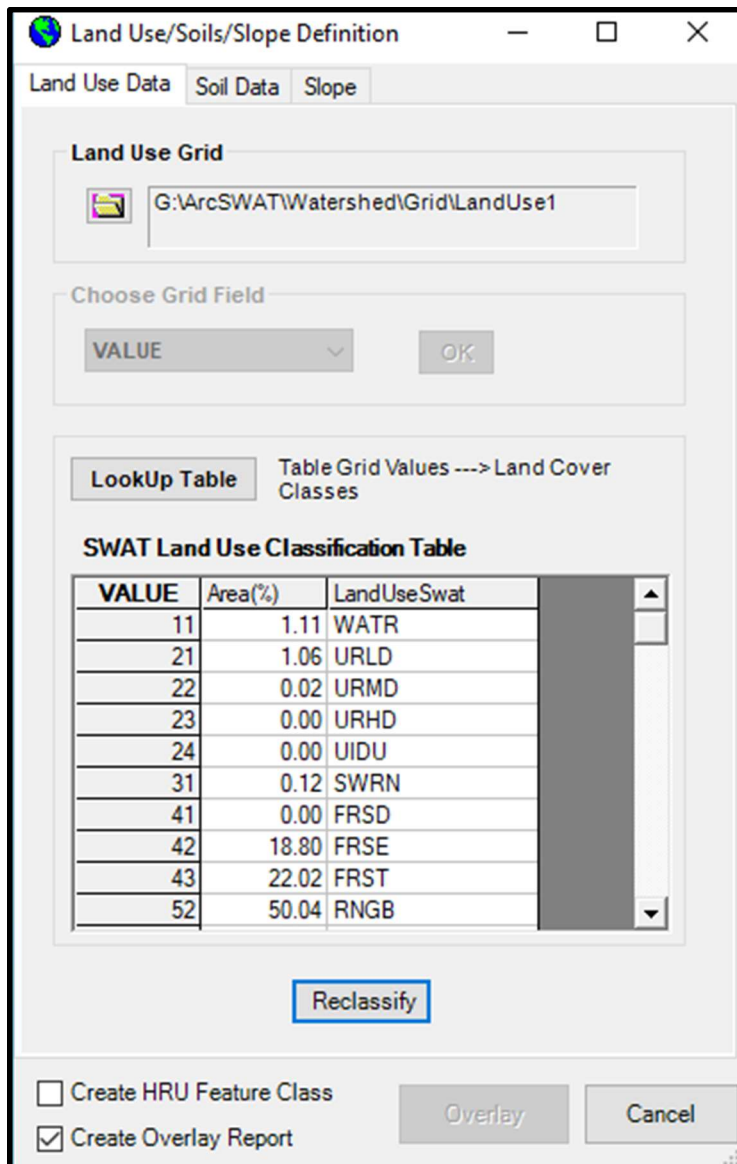 Land Use/Soils/Slope Definition
Land Use Data Soil Data Slope
Land Use Grid
G:\ArcSWAT\Watershed\Grid\LandUse1
Choose Grid Field
VALUE OK
LookUp Table Table Grid Values ---> Land Cover
Classes
SWAT Land Use Classification Table
VALUE Area(%) LandUseSwat
11 1.11 WATR
21 1.06 URLD
22 0.02 URMD
23 0.00 URHD
24 0.00 UIDU
31 0.12 SWRN
41 0.00 FRSD
42 18.80 FRSE
43 22.02 FRST
52 50.04 RNGB
Reclassify
Create HRU Feature Class
Create Overlay Report
Overlay Cancel